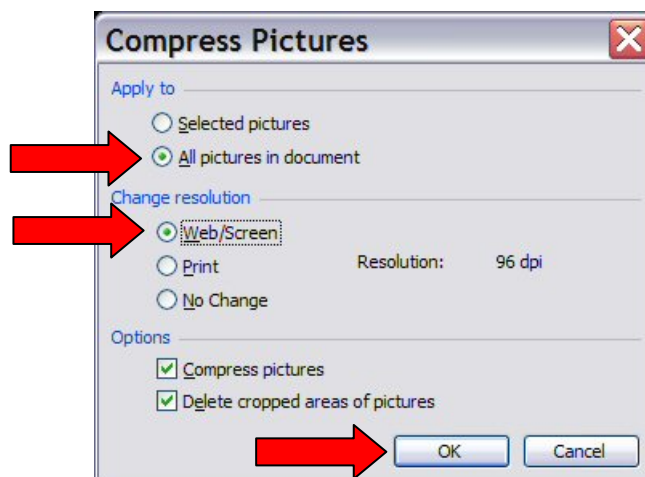 Compress Pictures
Apply to
Selected pictures
All pictures in document
Change resolution
Web/Screen
Print Resolution: 96 dpi
No Change
Options
Compress pictures
Delete cropped areas of pictures
OK Cancel